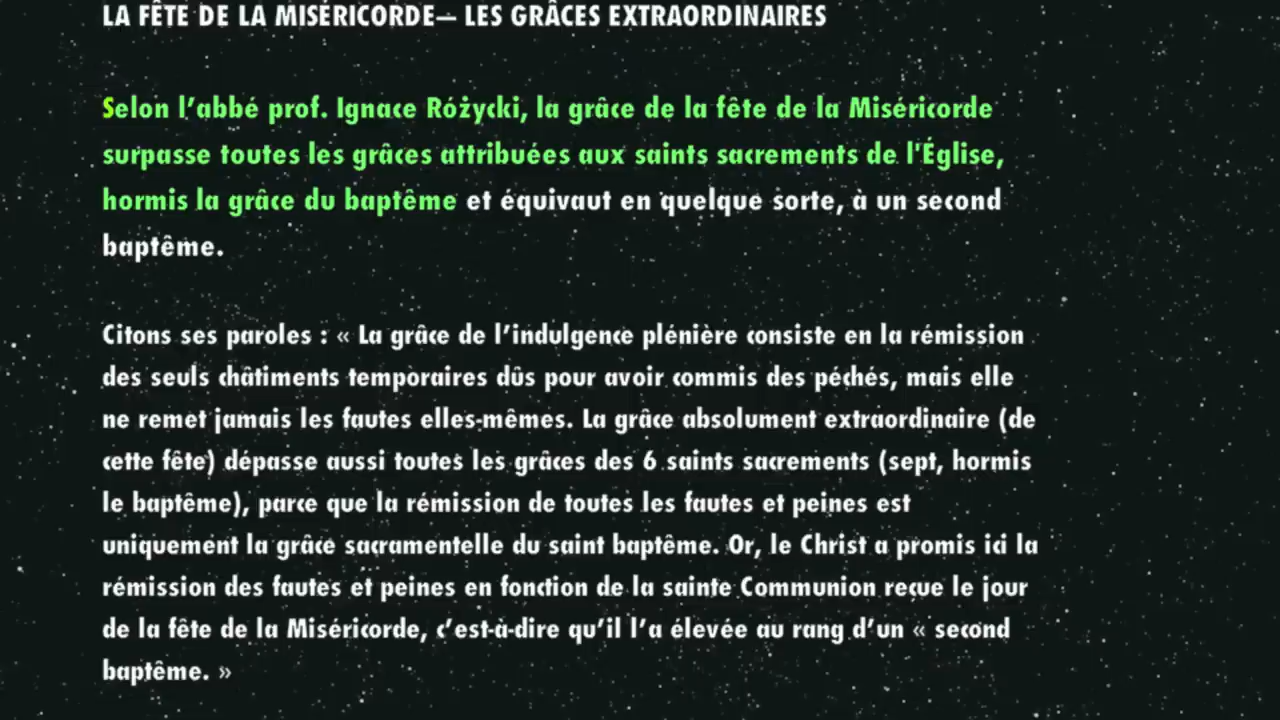 LA FÊTE DE LA MISÉRICORDE— LES GRÂCES EXTRAORDINAIRES
Selon l’abbé prof. Ignace Różycki, la grâce de la fête de la Miséricorde
surpasse toutes les grâces attribuées aux saints sacrements de l'Église,
hormis la grâce du baptême et équivaut en quelque sorte, à un second
baptême.
Citons ses paroles : « La grâce de l’indulgence plénière consiste en la rémission
des seuls châtiments temporaires dûs pour avoir commis des péchés, mais elle
ne remet jamais les fautes elles-mêmes. La grâce absolument extraordinaire (de
cette fête) dépasse aussi toutes les grâces des 6 saints sacrements (sept, hormis
le baptême), parce que la rémission de toutes les fautes et peines est
uniquement la grâce sacramentelle du saint baptême. Or, le Christ a promis ici la
rémission des fautes et peines en fonction de la sainte Communion reçue le jour
de la fête de la Miséricorde, c’est-à-dire qu’il l’a élevée au rang d’un « second
baptême. »